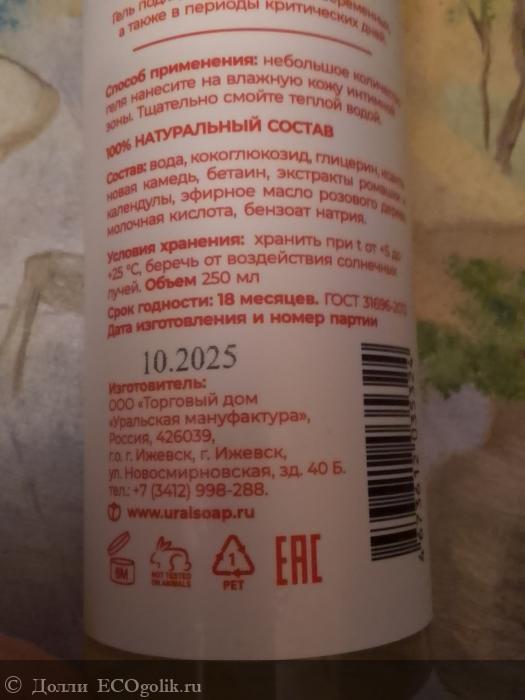 Гель
а также в периоды критических дней.
Способ применения: небольшое количество
геля нанесите на влажную кожу интимной
зоны. Тщательно смойте теплой водой.
100% НАТУРАЛЬНЫЙ СОСТАВ
Состав: вода, кокоглюкозид, глицерин,
новая камедь, бетаин, экстракты ромашки и
календулы, эфирное масло розового дерева,
молочная кислота, бензоат натрия.
Условия хранения: хранить при t от +5 до
+25 °C, беречь от воздействия солнечных
лучей. Объем 250 мл
Срок годности: 18 месяцев. ГОСТ 31696-2012
Дата изготовления и номер партии
10.2025
Изготовитель:
ООО «Торговый дом
«Уральская мануфактура»,
Россия, 426039,
г.о. г. Ижевск, г. Ижевск,
ул. Новосмирновская, зд. 40 Б.
тел.: +7 (3412) 998-288.
www.uralsoap.ru
6M
NOT TESTED
ON ANIMALS
1
PET
EAC
Долли ECOgolik.ru